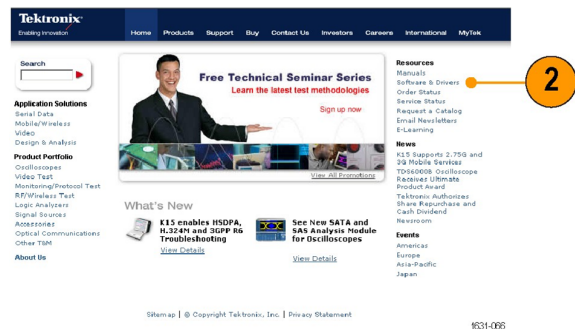 Tektronix
Enabling Innovation
Home Products Support Buy Contact Us Investors Careers International MyTek
Search
Application Solutions
Serial Data
Mobile/Wireless
Video
Design & Analysis
Product Portfolio
Oscilloscopes
Video Test
Monitoring/Protocol Test
RF/Wireless Test
Logic Analyzers
Signal Sources
Accessories
Optical Communications
Other T&M
About Us
Free Technical Seminar Series
Learn the latest test methodologies
Sign up now
View All Promotions
What's New
K15 enables HSDPA,
H.324M and 3GPP R6
Troubleshooting
View Details
See New SATA and
SAS Analysis Module
for Oscilloscopes
View Details
Resources
Manuals
Software & Drivers
Order Status
Service Status
Request a Catalog
Email Newsletters
E-Learning
News
K15 Supports 2.75G and
3G Mobile Services
TDS6000B Oscilloscope
Receives Ultimate
Product Award
Tektronix Authorizes
Share Repurchase and
Cash Dividend
Newsroom
Events
Americas
Europe
Asia-Pacific
Japan
2
Sitemap | © Copyright Tektronix, Inc. | Privacy Statement
1631-066